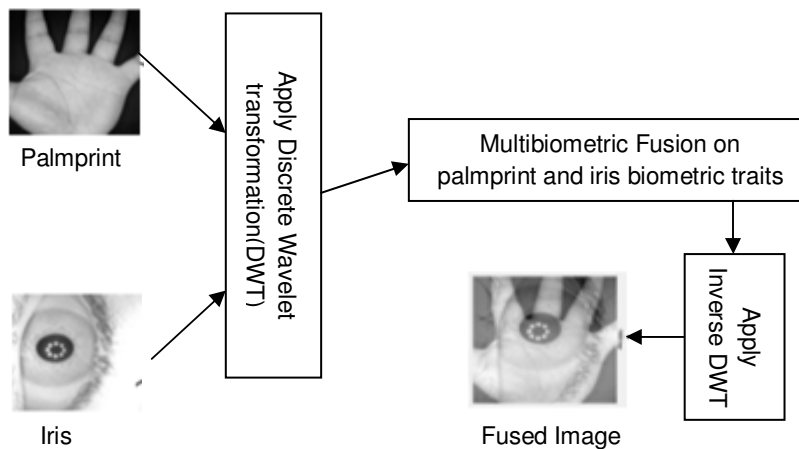 Palmprint
Iris
Apply Discrete Wavelet
transformation(DWT)
Multibiometric Fusion on
palmprint and iris biometric traits
Apply
Inverse DWT
Fused Image